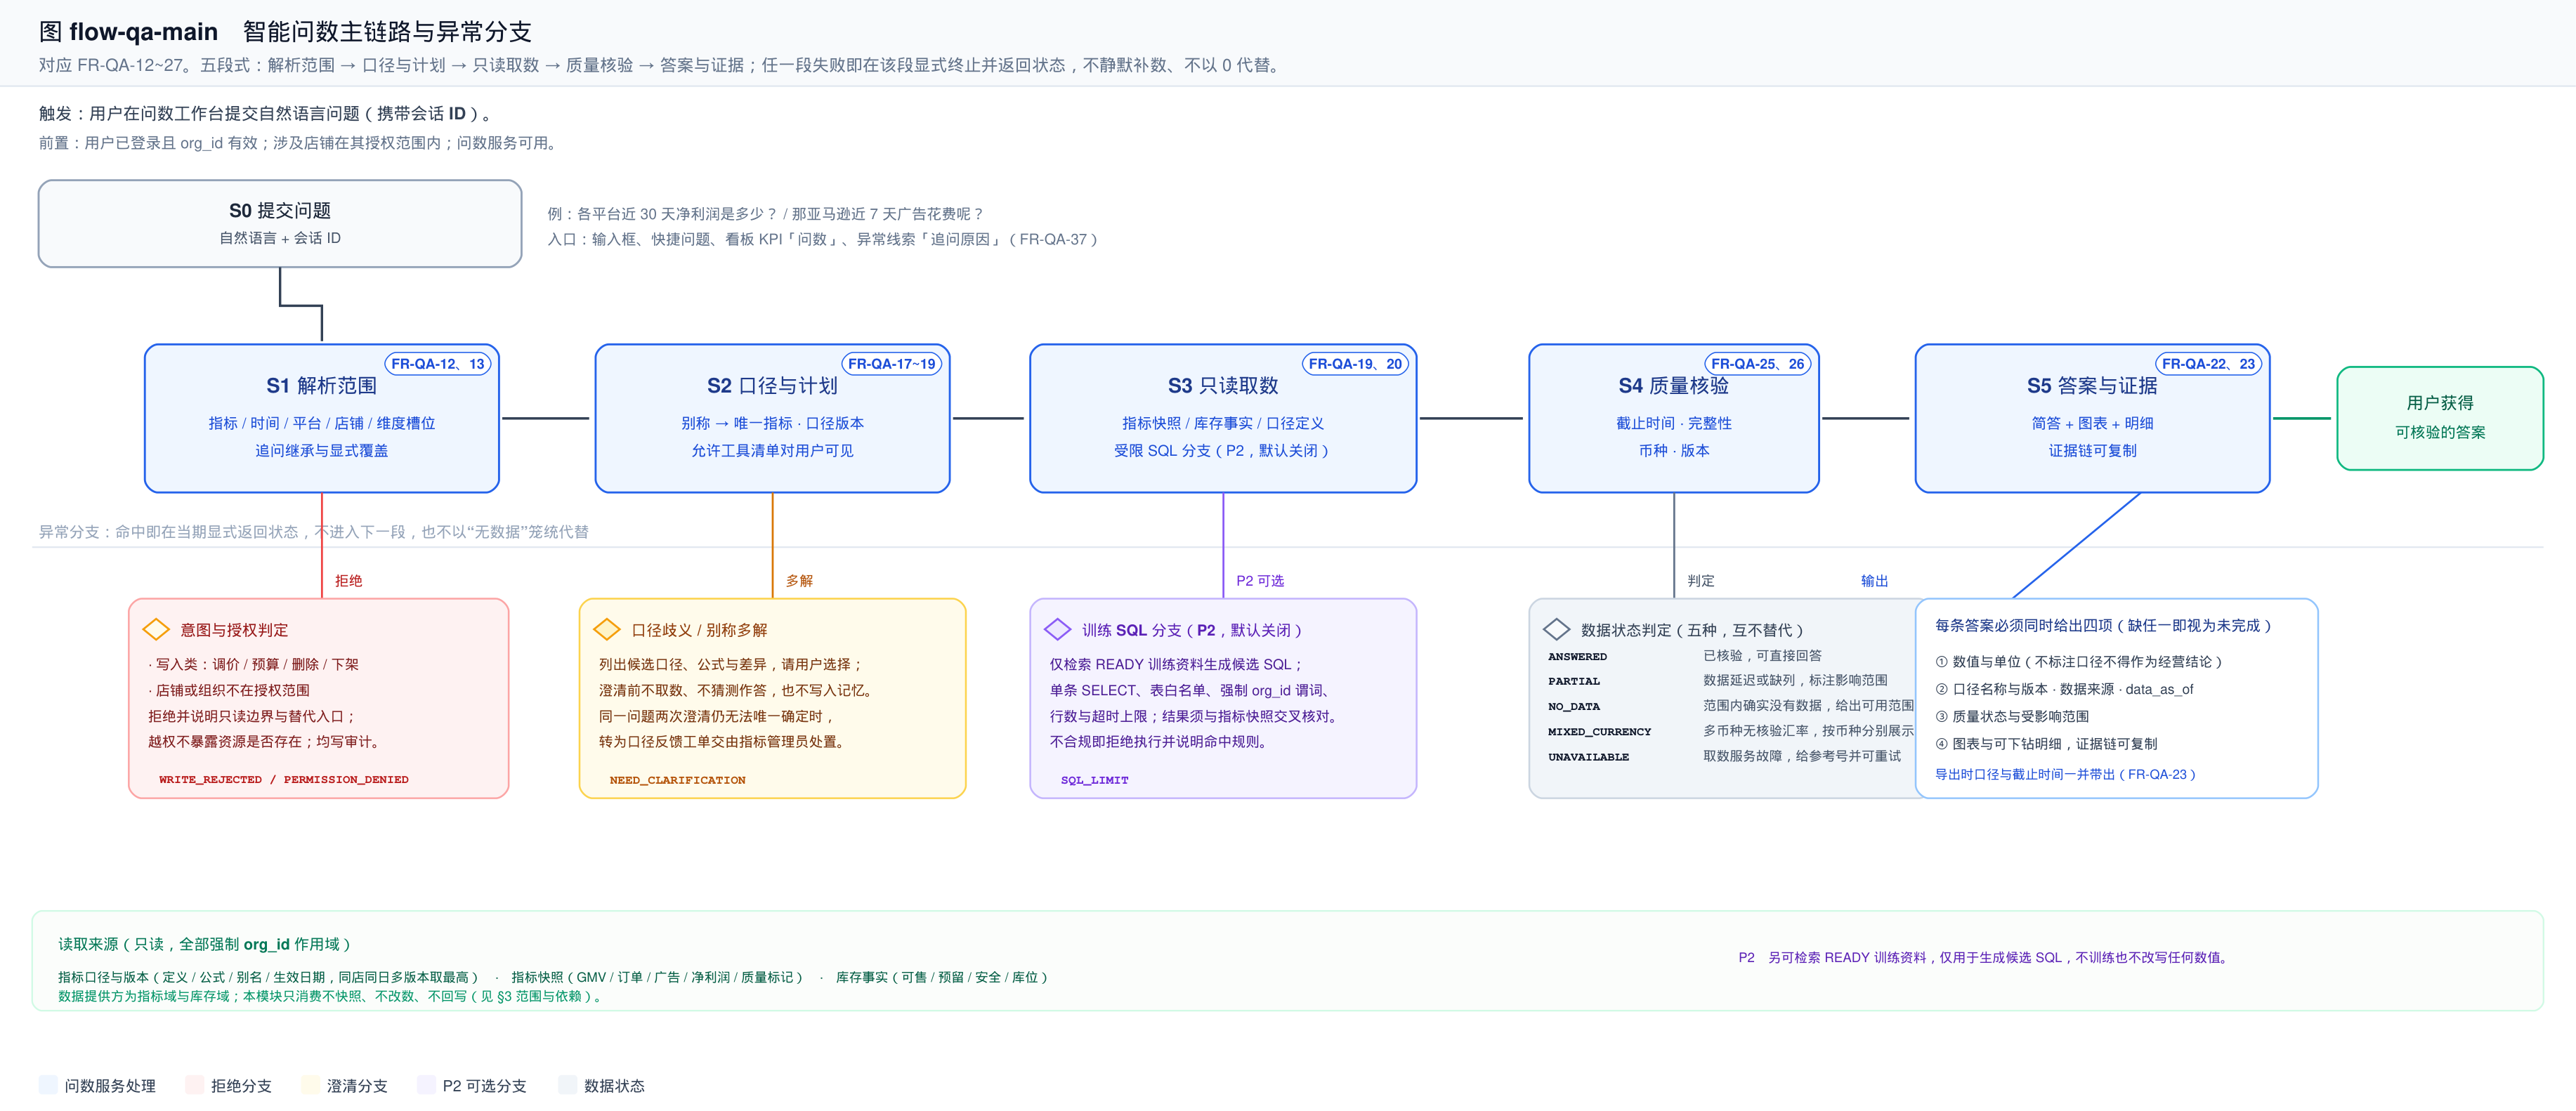 图 flow-qa-main 智能问数主链路与异常分支
对应 FR-QA-12~27。五段式：解析范围 → 口径与计划 → 只读取数 → 质量核验 → 答案与证据；任一段失败即在该段显式终止并返回状态，不静默补数、不以 0 代替。
触发：用户在问数工作台提交自然语言问题（携带会话 ID）。
前置：用户已登录且 org_id 有效；涉及店铺在其授权范围内；问数服务可用。
S0 提交问题
自然语言 + 会话 ID
例：各平台近 30 天净利润是多少？ / 那亚马逊近 7 天广告花费呢？
入口：输入框、快捷问题、看板 KPI「问数」、异常线索「追问原因」（FR-QA-37）
FR-QA-12、13
S1 解析范围
指标 / 时间 / 平台 / 店铺 / 维度槽位
追问继承与显式覆盖
FR-QA-17~19
S2 口径与计划
别称 → 唯一指标 · 口径版本
允许工具清单对用户可见
FR-QA-19、20
S3 只读取数
指标快照 / 库存事实 / 口径定义
受限 SQL 分支（P2，默认关闭）
FR-QA-25、26
S4 质量核验
截止时间 · 完整性
币种 · 版本
FR-QA-22、23
S5 答案与证据
简答 + 图表 + 明细
证据链可复制
用户获得
可核验的答案
异常分支：命中即在当期显式返回状态，不进入下一段，也不以“无数据”笼统代替
拒绝
多解
P2 可选
判定
输出
意图与授权判定
· 写入类：调价 / 预算 / 删除 / 下架
· 店铺或组织不在授权范围
拒绝并说明只读边界与替代入口；
越权不暴露资源是否存在；均写审计。
WRITE_REJECTED / PERMISSION_DENIED
口径歧义 / 别称多解
列出候选口径、公式与差异，请用户选择；
澄清前不取数、不猜测作答，也不写入记忆。
同一问题两次澄清仍无法唯一确定时，
转为口径反馈工单交由指标管理员处置。
NEED_CLARIFICATION
训练 SQL 分支（P2，默认关闭）
仅检索 READY 训练资料生成候选 SQL；
单条 SELECT、表白名单、强制 org_id 谓词、
行数与超时上限；结果须与指标快照交叉核对。
不合规即拒绝执行并说明命中规则。
SQL_LIMIT
数据状态判定（五种，互不替代）
ANSWERED 已核验，可直接回答
PARTIAL 数据延迟或缺列，标注影响范围
NO_DATA 范围内确实没有数据，给出可用范围
MIXED_CURRENCY 多币种无核验汇率，按币种分别展示
UNAVAILABLE 取数服务故障，给参考号并可重试
每条答案必须同时给出四项（缺任一即视为未完成）
① 数值与单位（不标注口径不得作为经营结论）
② 口径名称与版本 · 数据来源 · data_as_of
③ 质量状态与受影响范围
④ 图表与可下钻明细，证据链可复制
导出时口径与截止时间一并带出（FR-QA-23）
读取来源（只读，全部强制 org_id 作用域）
指标口径与版本（定义 / 公式 / 别名 / 生效日期，同店同日多版本取最高） · 指标快照（GMV / 订单 / 广告 / 净利润 / 质量标记） · 库存事实（可售 / 预留 / 安全 / 库位）
数据提供方为指标域与库存域；本模块只消费不快照、不改数、不回写（见 §3 范围与依赖）。
P2 另可检索 READY 训练资料，仅用于生成候选 SQL，不训练也不改写任何数值。
问数服务处理
拒绝分支
澄清分支
P2 可选分支
数据状态